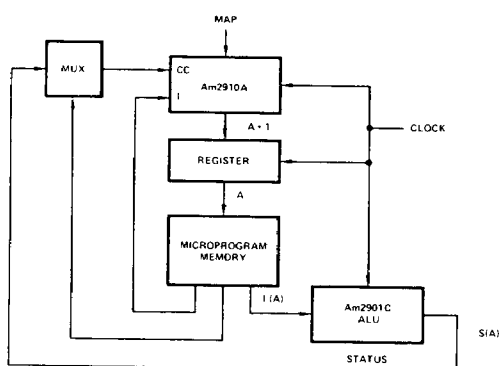 MAP
MUX
CC
Am2910A
I
A + 1
CLOCK
REGISTER
A
MICROPROGRAM
MEMORY
I (A)
Am2901C
ALU
S(A)
STATUS